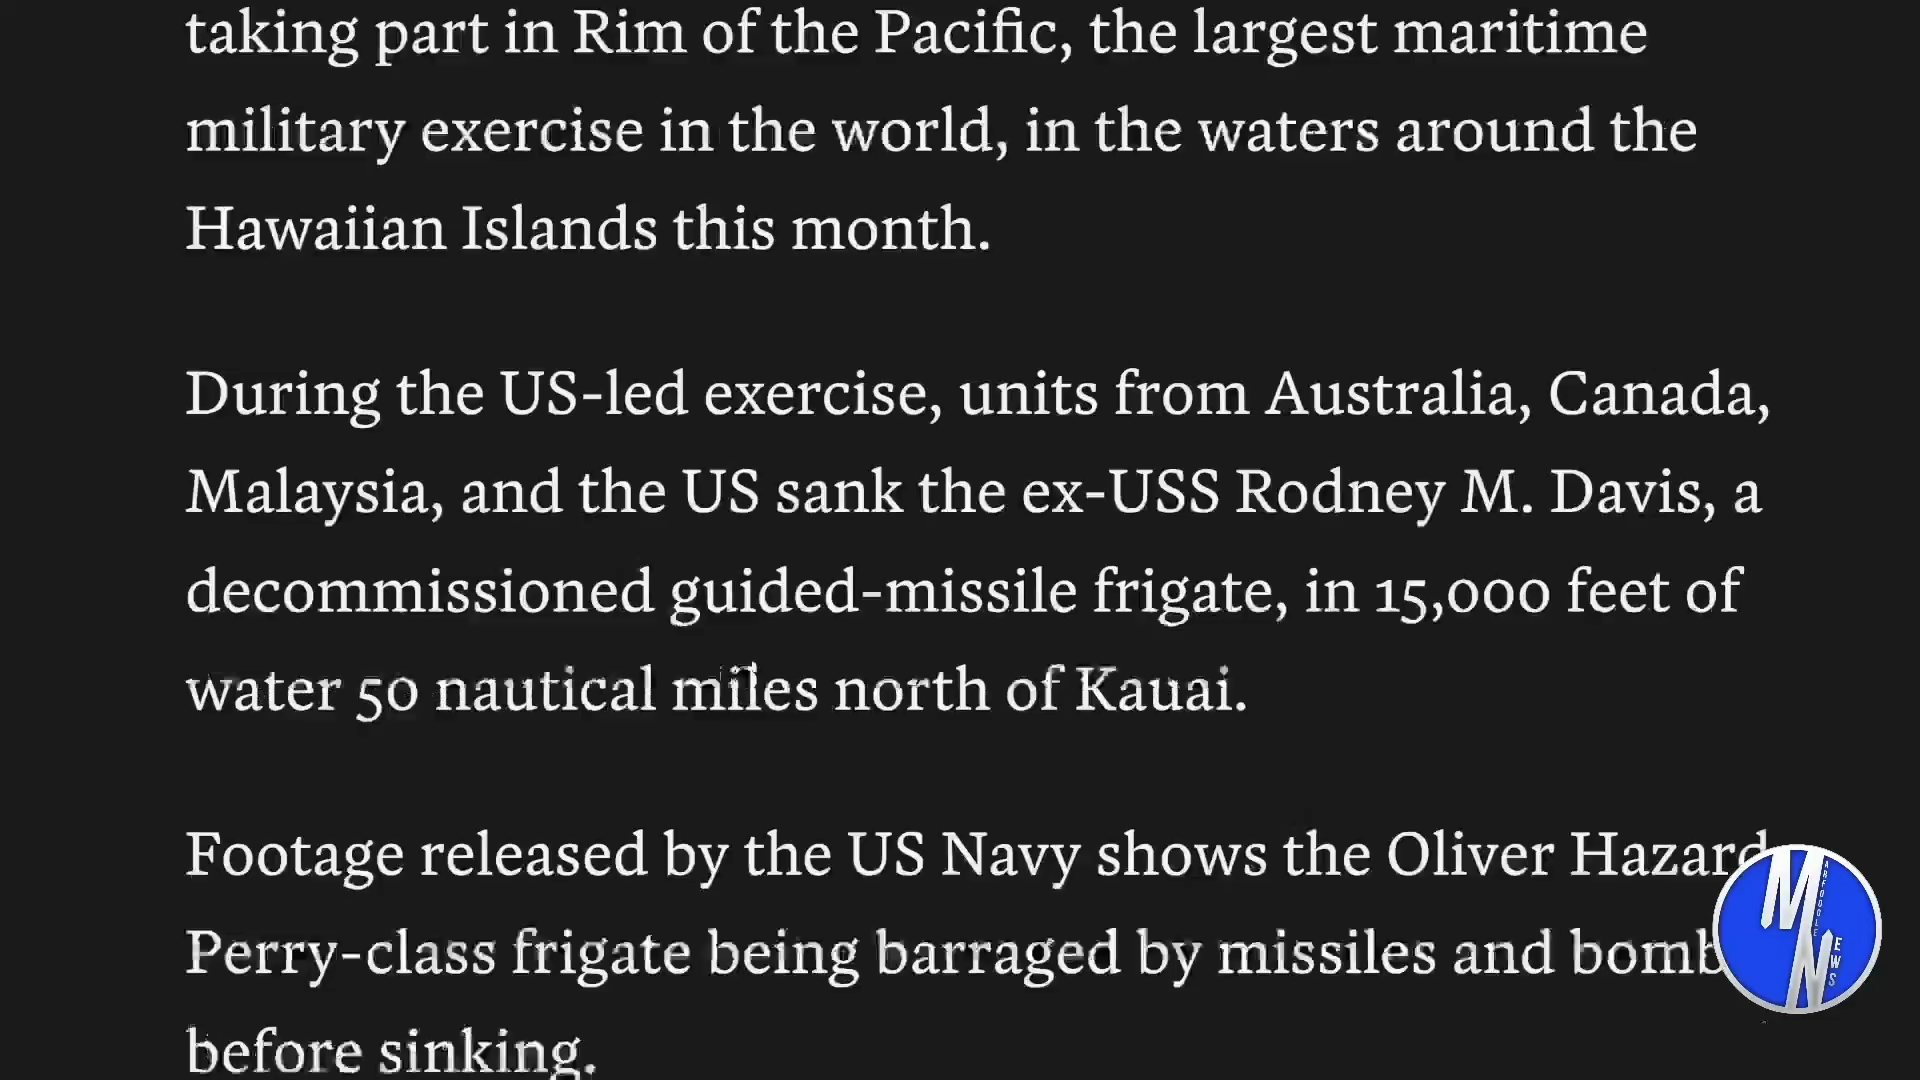 taking part in Rim of the Pacific, the largest maritime
military exercise in the world, in the waters around the
Hawaiian Islands this month.
During the US-led exercise, units from Australia, Canada,
Malaysia, and the US sank the ex-USS Rodney M. Davis, a
decommissioned guided-missile frigate, in 15,000 feet of
water 50 nautical miles north of Kauai.
Footage released by the US Navy shows the Oliver Hazard
Perry-class frigate being barraged by missiles and bomb
before sinking.
MARFOOGLE
NEWS